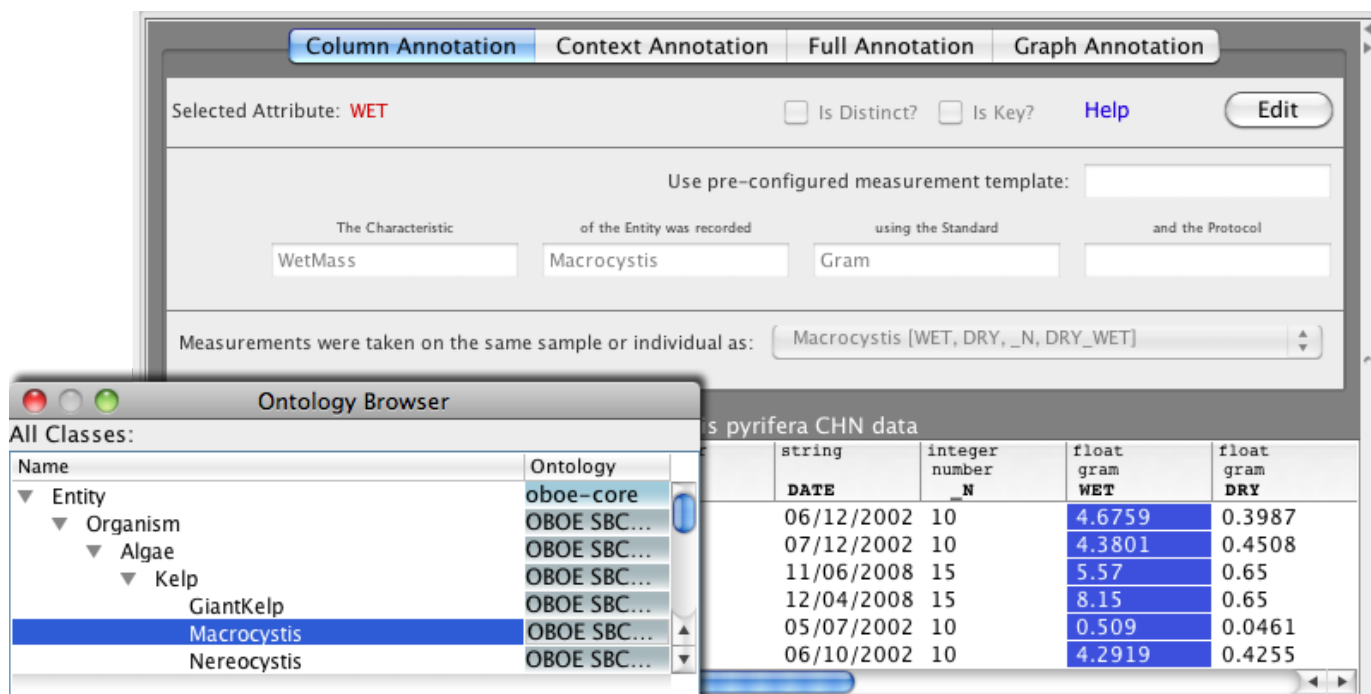 Column Annotation Context Annotation Full Annotation Graph Annotation
Selected Attribute: WET Is Distinct? Is Key? Help Edit
Use pre-configured measurement template:
The Characteristic of the Entity was recorded using the Standard and the Protocol
WetMass Macrocystis Gram
Measurements were taken on the same sample or individual as: Macrocystis [WET, DRY, _N, DRY_WET]
Ontology Browser
is pyrifera CHN data
All Classes:
Name Ontology
string integer float float
number gram gram
DATE _N WET DRY
Entity oboe-core
Organism OBOE SBC...
Algae OBOE SBC...
Kelp OBOE SBC...
GiantKelp OBOE SBC...
Macrocystis OBOE SBC...
Nereocystis OBOE SBC...
06/12/2002 10 4.6759 0.3987
07/12/2002 10 4.3801 0.4508
11/06/2008 15 5.57 0.65
12/04/2008 15 8.15 0.65
05/07/2002 10 0.509 0.0461
06/10/2002 10 4.2919 0.4255